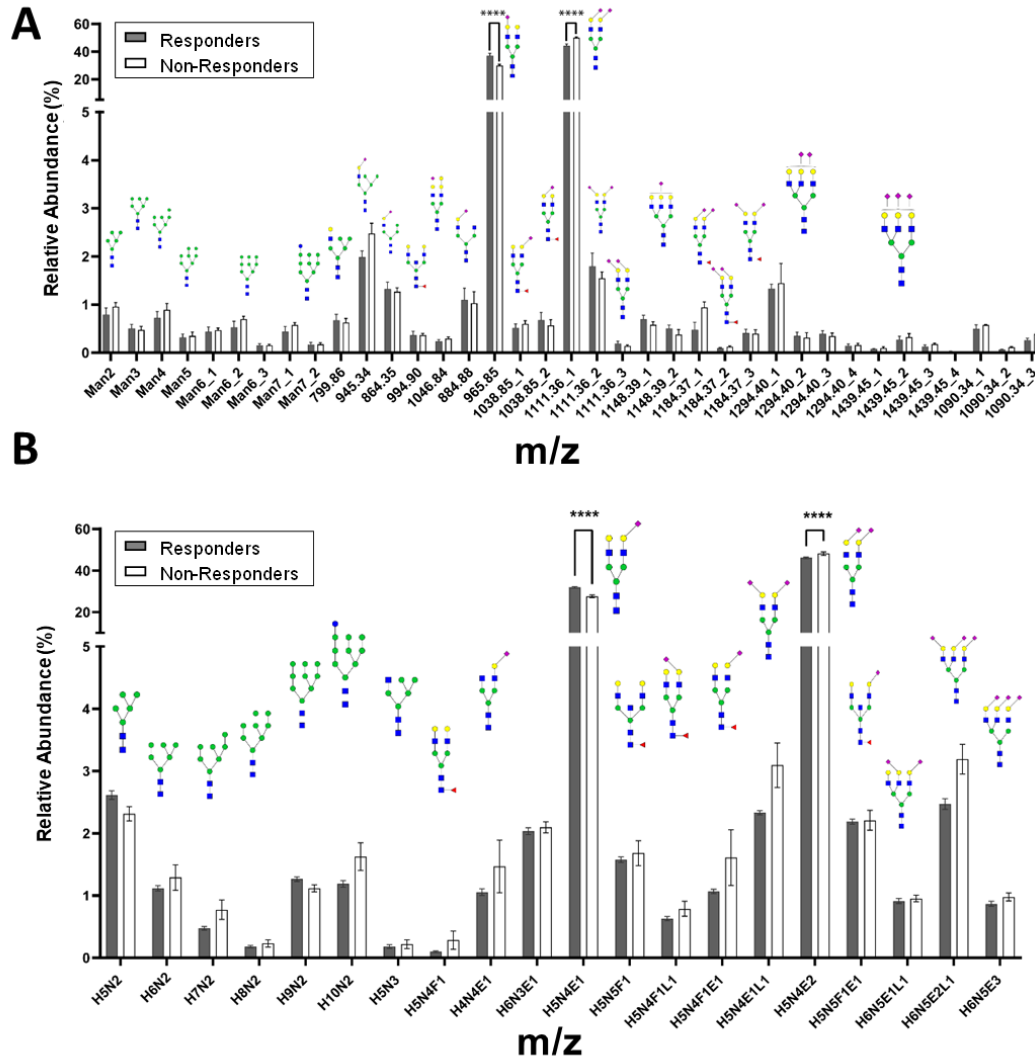 A
Relative Abundance (%)
60
40
20
5
4
3
2
1
0
Responders
Non-Responders
****
****
Man2
Man3
Man4
Man5
Man6_1
Man6_2
Man6_3
Man7_1
Man7_2
799.86
945.34
864.35
994.90
1046.84
884.88
965.85
1038.85_1
1038.85_2
1111.36_1
1111.36_2
1111.36_3
1148.39_1
1148.39_2
1184.37_1
1184.37_2
1184.37_3
1294.40_1
1294.40_2
1294.40_3
1294.40_4
1439.45_1
1439.45_2
1439.45_3
1439.45_4
1090.34_1
1090.34_2
1090.34_3
m/z
B
Relative Abundance (%)
60
40
20
5
4
3
2
1
0
Responders
Non-Responders
****
****
H5N2
H6N2
H7N2
H8N2
H9N2
H10N2
H5N3
H5N4F1
H4N4E1
H6N3E1
H5N4E1
H5N5F1
H5N4F1L1
H5N4F1E1
H5N4E1L1
H5N4E2
H5N5F1E1
H6N5E1L1
H6N5E2L1
H6N5E3
m/z